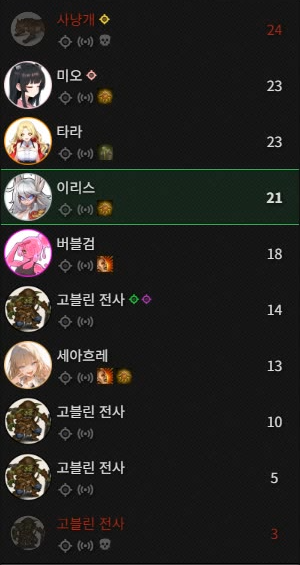 사냥개 24
미오 23
타라 23
이리스 21
버블검 18
고블린 전사 14
세아흐레 13
고블린 전사 10
고블린 전사 5
고블린 전사 3